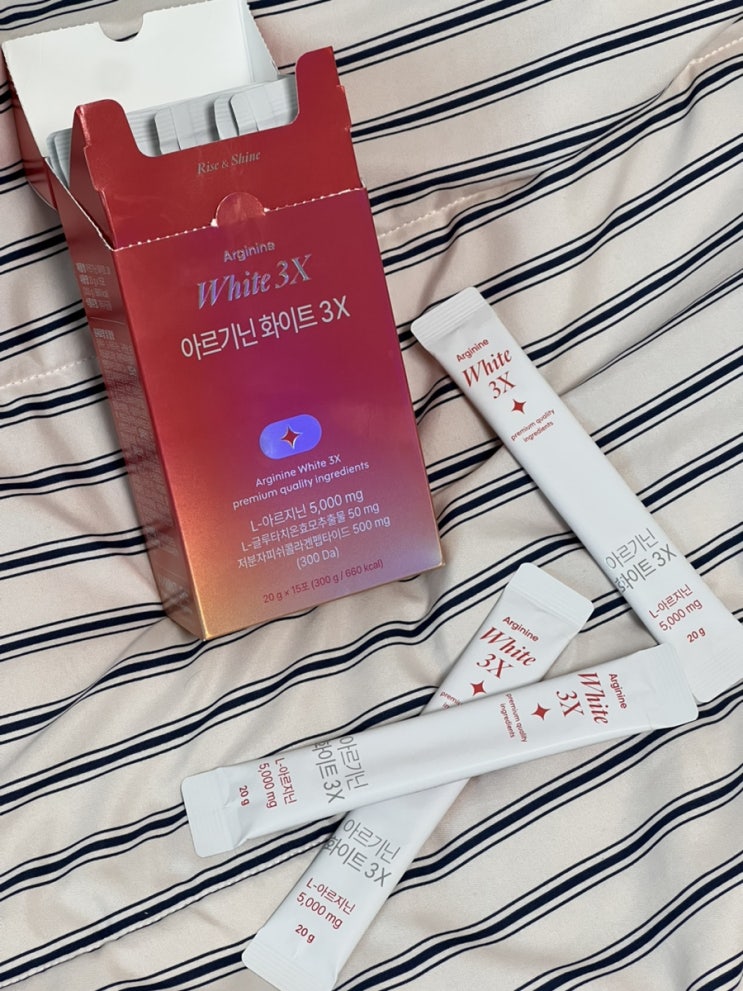 Rise & Shine
Arginine
White 3X
아르기닌 화이트 3X
Arginine White 3X
premium quality ingredients
L-아르지닌 5,000 mg
L-글루타치온효모추출물 50 mg
저분자피쉬콜라겐펩타이드 500 mg
(300 Da)
20 g × 15포 (300 g / 660 kcal)
Arginine
White
3X
premium quality
ingredients
아르기닌
화이트 3X
L-아르지닌
5,000 mg
20 g
Arginine
White
3X
아르기닌
화이트 3X
L-아르지닌
5,000 mg
20 g
Arginine
White
3X
premium quality
ingredients
아르기닌
화이트 3X
L-아르지닌
5,000 mg
20 g